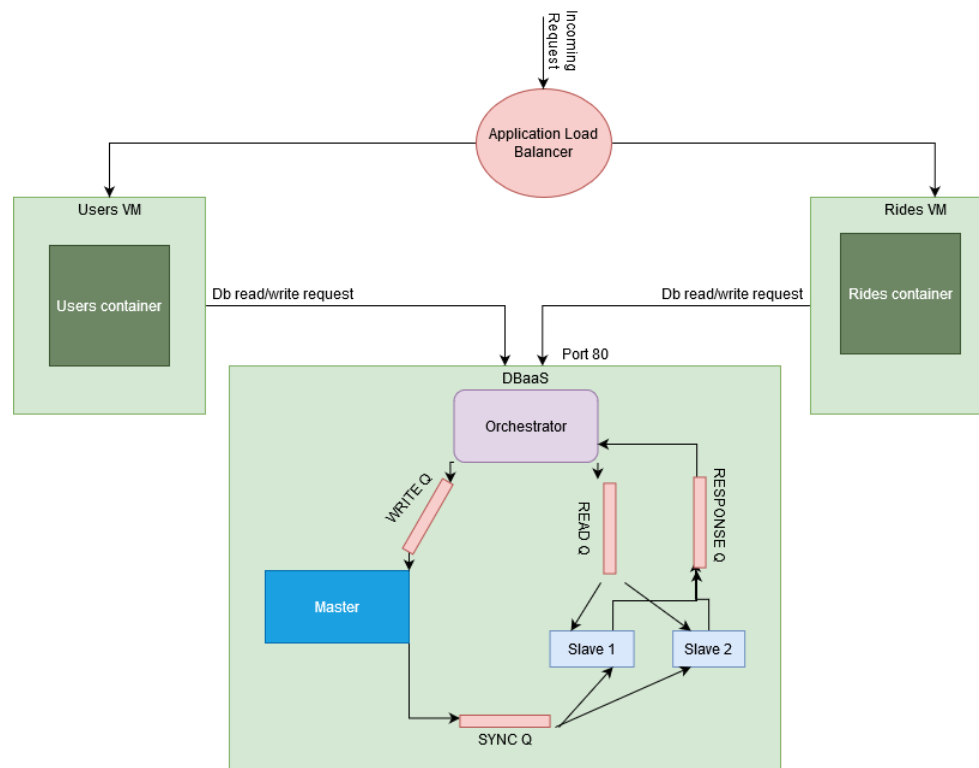 Incoming
Request
Application Load
Balancer
Users VM
Rides VM
Users container
Rides container
Db read/write request
Db read/write request
Port 80
DBaaS
Orchestrator
WRITE Q
READ Q
RESPONSE Q
Master
Slave 1
Slave 2
SYNC Q